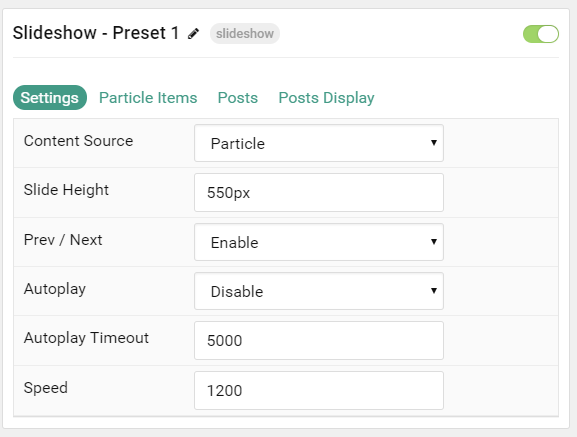 Slideshow - Preset 1 slideshow
Settings Particle Items Posts Posts Display
Content Source Particle
Slide Height 550px
Prev / Next Enable
Autoplay Disable
Autoplay Timeout 5000
Speed 1200